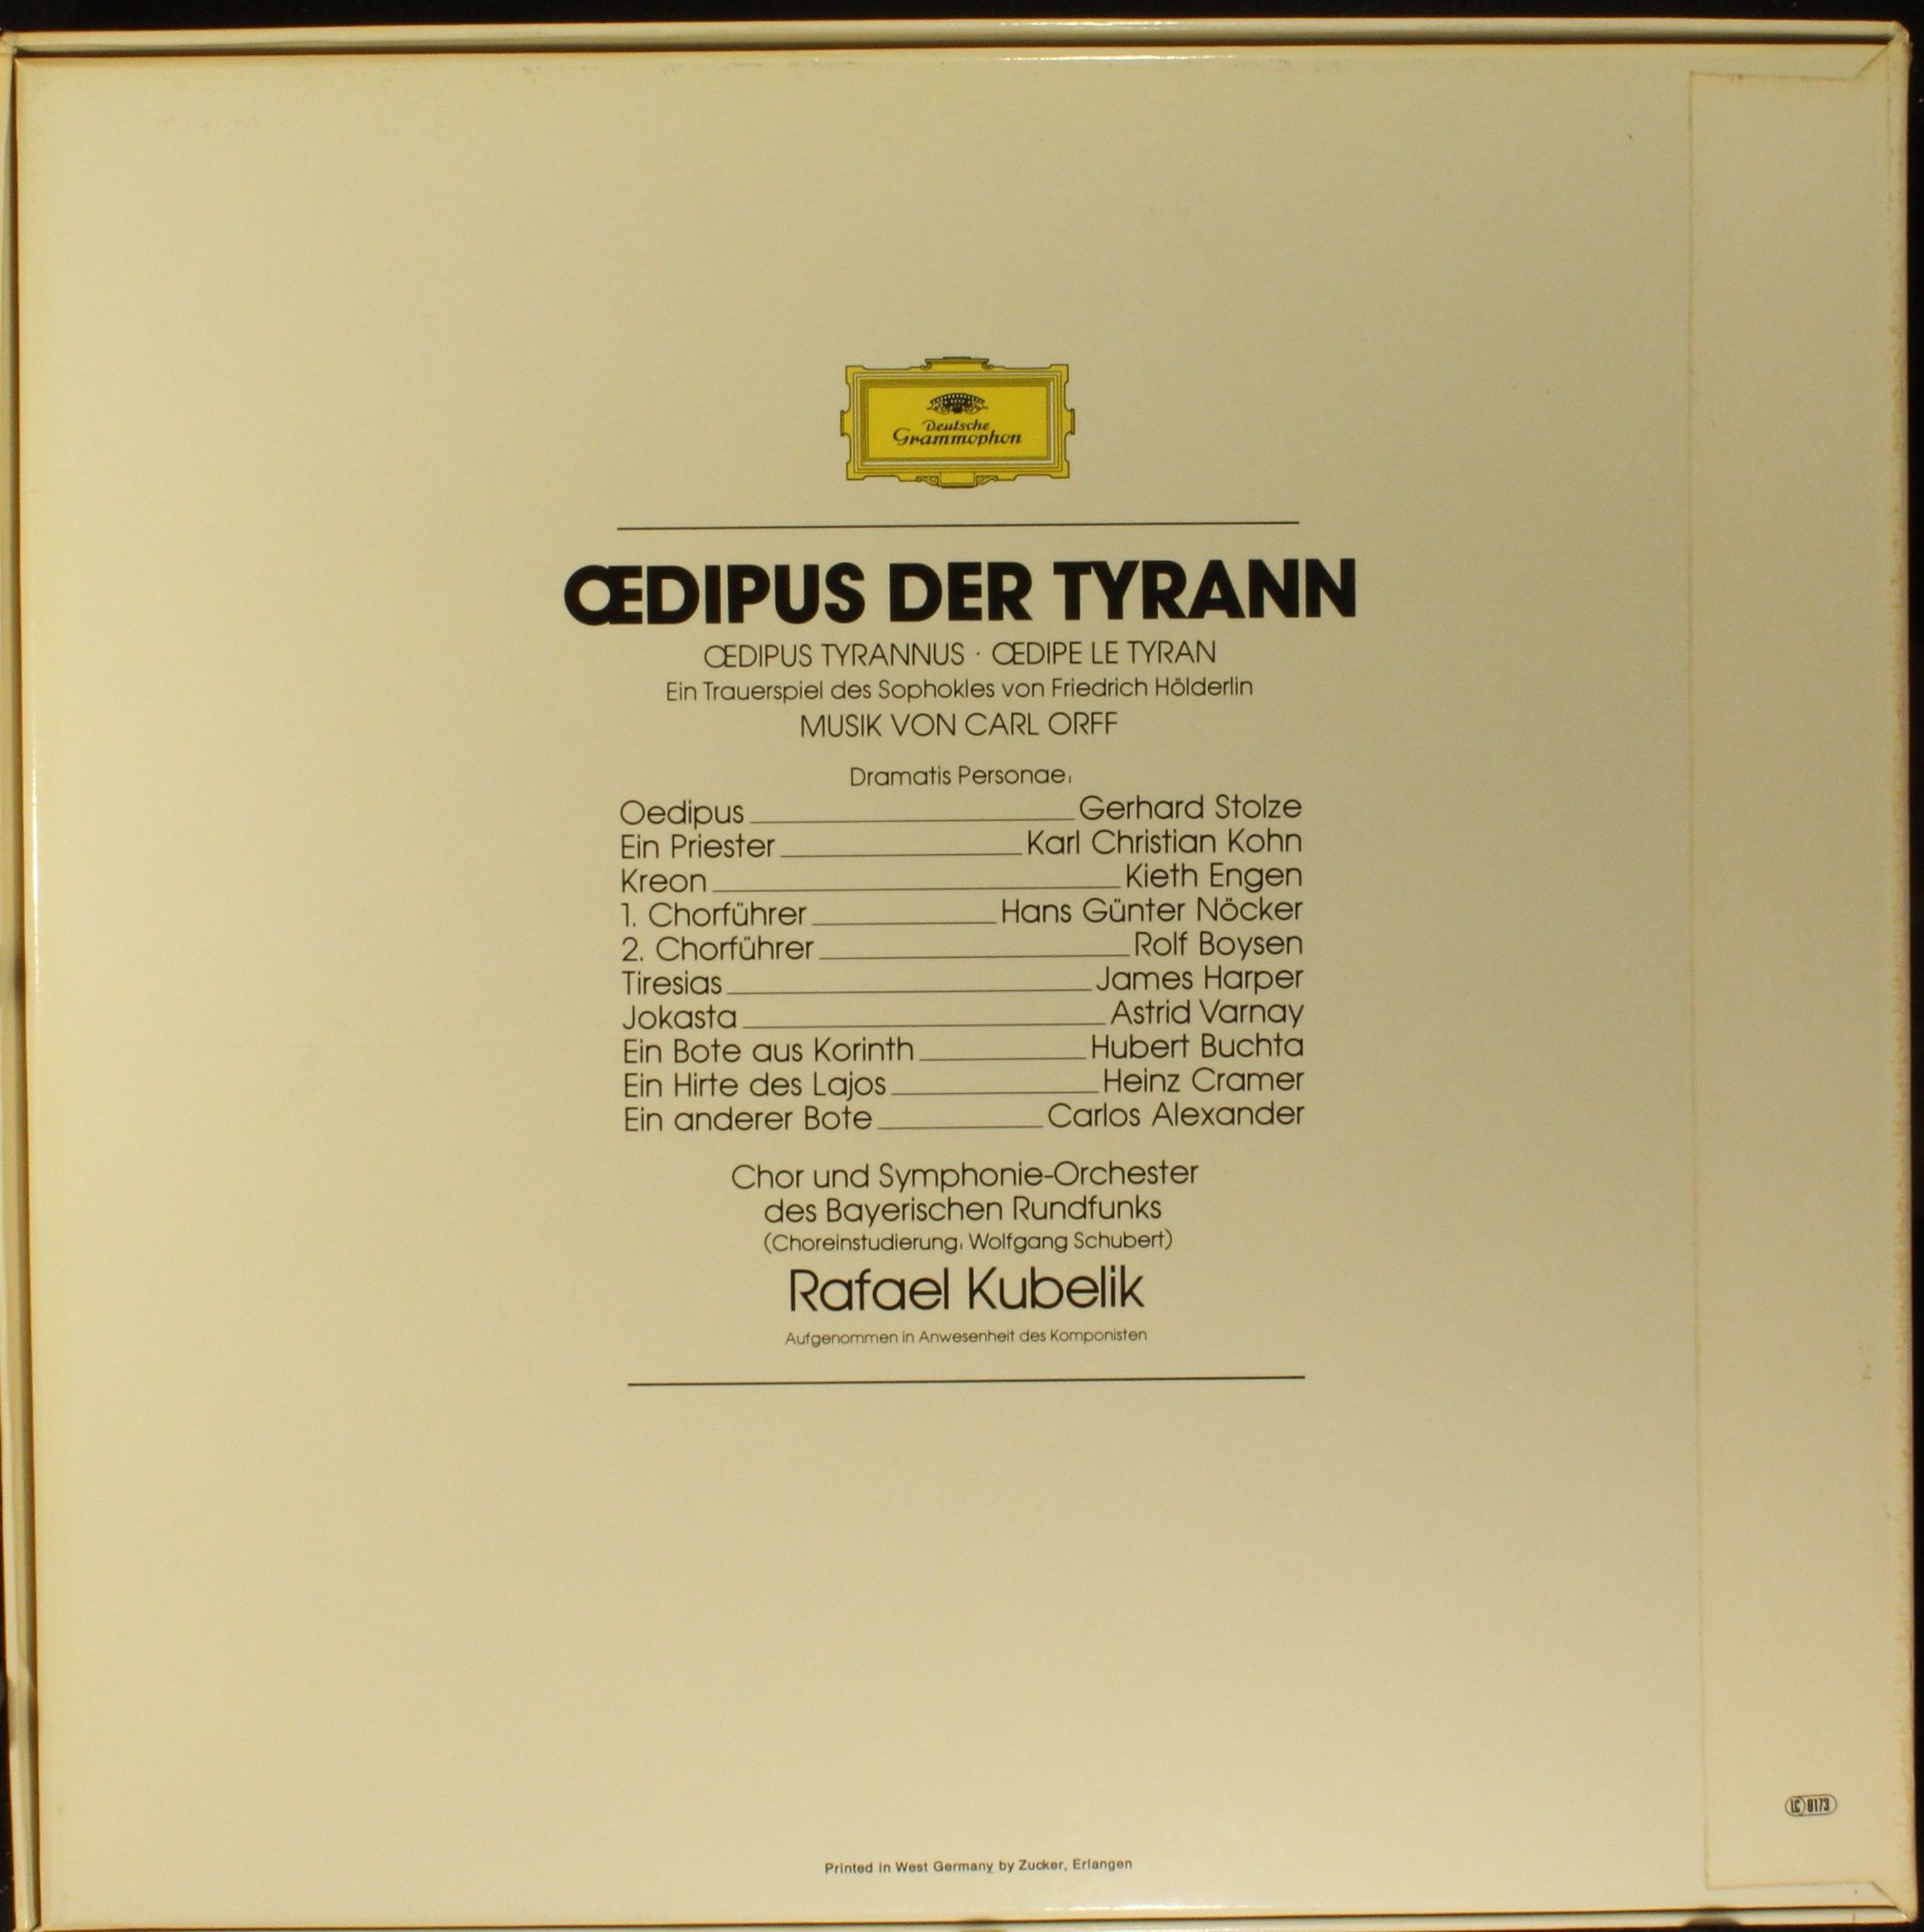 Deutsche
Grammophon
ŒDIPUS DER TYRANN
ŒDIPUS TYRANNUS · ŒDIPE LE TYRAN
Ein Trauerspiel des Sophokles von Friedrich Hölderlin
MUSIK VON CARL ORFF
Dramatis Personae:
Oedipus Gerhard Stolze
Ein Priester Karl Christian Kohn
Kreon Kieth Engen
1. Chorführer Hans Günter Nöcker
2. Chorführer Rolf Boysen
Tiresias James Harper
Jokasta Astrid Varnay
Ein Bote aus Korinth Hubert Buchta
Ein Hirte des Lajos Heinz Cramer
Ein anderer Bote Carlos Alexander
Chor und Symphonie-Orchester
des Bayerischen Rundfunks
(Choreinstudierung: Wolfgang Schubert)
Rafael Kubelik
Aufgenommen in Anwesenheit des Komponisten
LC 0173
Printed in West Germany by Zucker, Erlangen